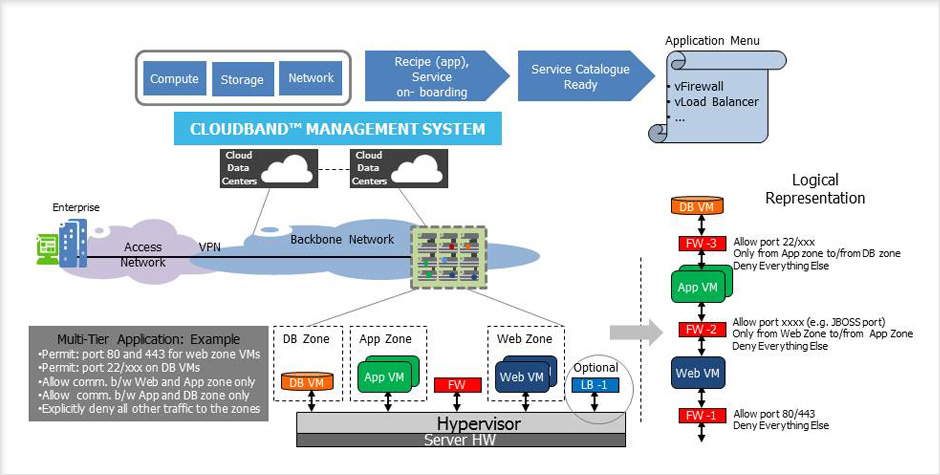 Compute
Storage
Network
Recipe (app),
Service
on- boarding
Service Catalogue
Ready
Application Menu
• vFirewall
• vLoad Balancer
• ...
CLOUDBAND™ MANAGEMENT SYSTEM
Cloud
Data
Centers
Cloud
Data
Centers
Enterprise
Access
Network
VPN
Backbone Network
Logical
Representation
DB VM
FW -3
Allow port 22/xxx
Only from App zone to/from DB zone
Deny Everything Else
App VM
FW -2
Allow port xxxx (e.g. JBOSS port)
Only from Web Zone to/from App Zone
Deny Everything Else
Web VM
FW -1
Allow port 80/443
Deny Everything Else
Multi-Tier Application: Example
•Permit: port 80 and 443 for web zone VMs
•Permit: port 22/xxx on DB VMs
•Allow comm. b/w Web and App zone only
•Allow comm. b/w App and DB zone only
•Explicitly deny all other traffic to the zones
DB Zone
DB VM
App Zone
App VM
FW
Web Zone
Web VM
Optional
LB -1
Hypervisor
Server HW